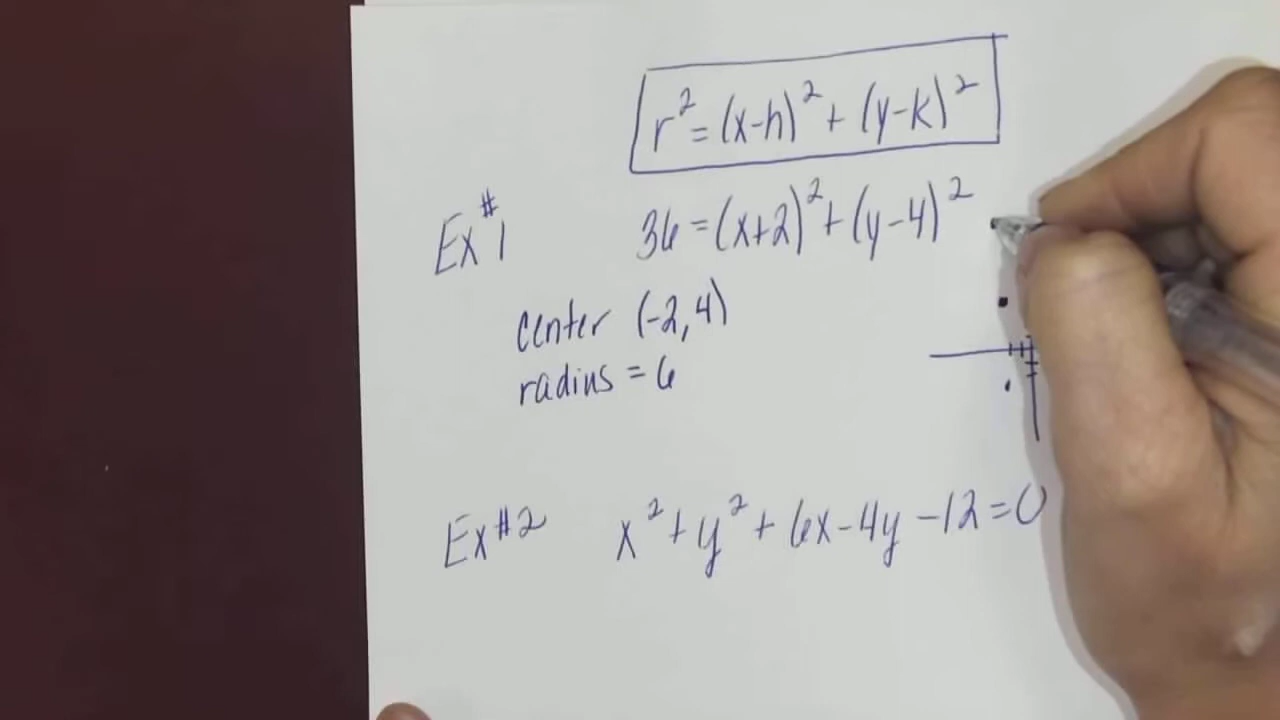 r² = (x-h)² + (y-k)²
Ex #1 36 = (x+2)² + (y-4)²
center (-2,4)
radius = 6
Ex #2 x² + y² + 6x - 4y - 12 = 0